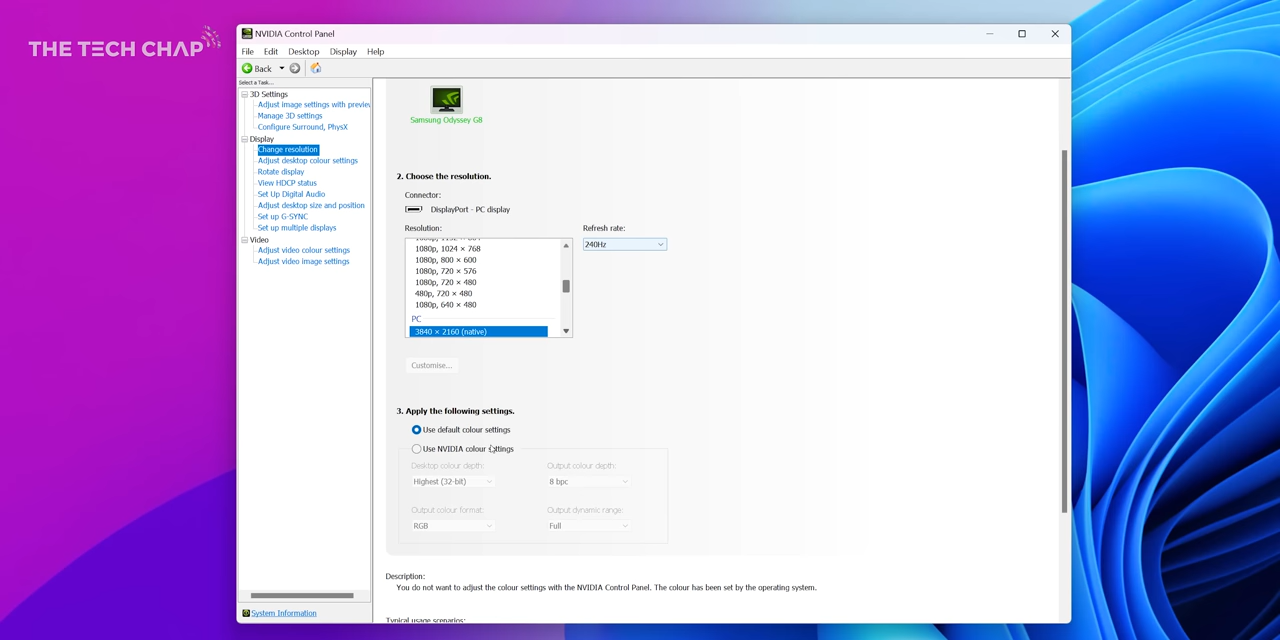 THE TECH CHAP
NVIDIA Control Panel
File Edit Desktop Display Help
Back
Select a Task...
3D Settings
Adjust image settings with preview
Manage 3D settings
Configure Surround, PhysX
Display
Change resolution
Adjust desktop colour settings
Rotate display
View HDCP status
Set Up Digital Audio
Adjust desktop size and position
Set up G-SYNC
Set up multiple displays
Video
Adjust video colour settings
Adjust video image settings
System Information
Samsung Odyssey G8
2. Choose the resolution.
Connector:
DisplayPort - PC display
Resolution:
Refresh rate:
240Hz
1080p, 1024 × 768
1080p, 800 × 600
1080p, 720 × 576
1080p, 720 × 480
480p, 720 × 480
1080p, 640 × 480
PC
3840 × 2160 (native)
Customise...
3. Apply the following settings.
Use default colour settings
Use NVIDIA colour settings
Desktop colour depth: Output colour depth:
Highest (32-bit) 8 bpc
Output colour format: Output dynamic range:
RGB Full
Description:
You do not want to adjust the colour settings with the NVIDIA Control Panel. The colour has been set by the operating system.
Typical usage scenarios: